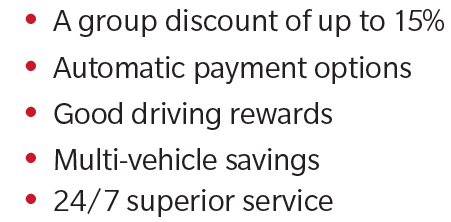 • A group discount of up to 15%
• Automatic payment options
• Good driving rewards
• Multi-vehicle savings
• 24/7 superior service